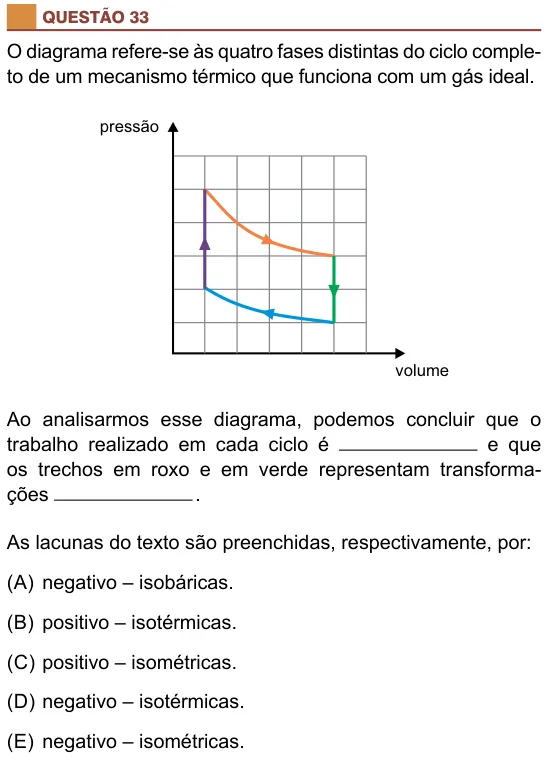 QUESTÃO 33
O diagrama refere-se às quatro fases distintas do ciclo comple-
to de um mecanismo térmico que funciona com um gás ideal.
pressão
volume
Ao analisarmos esse diagrama, podemos concluir que o
trabalho realizado em cada ciclo é ______________ e que
os trechos em roxo e em verde representam transforma-
ções ______________.
As lacunas do texto são preenchidas, respectivamente, por:
(A) negativo – isobáricas.
(B) positivo – isotérmicas.
(C) positivo – isométricas.
(D) negativo – isotérmicas.
(E) negativo – isométricas.